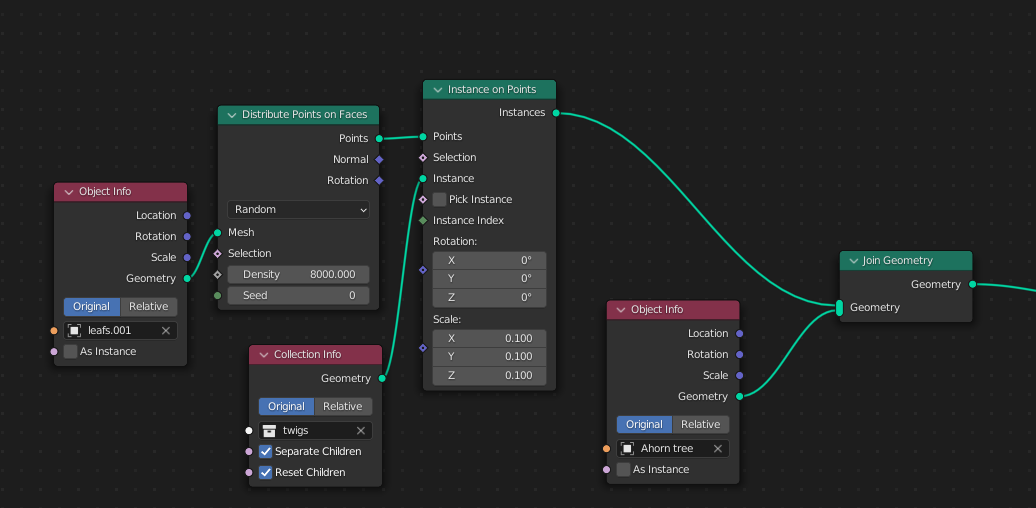 Object Info
Location
Rotation
Scale
Geometry
Original Relative
leafs.001
As Instance
Distribute Points on Faces
Points
Normal
Rotation
Random
Mesh
Selection
Density 8000.000
Seed 0
Collection Info
Geometry
Original Relative
twigs
Separate Children
Reset Children
Instance on Points
Instances
Points
Selection
Instance
Pick Instance
Instance Index
Rotation:
X 0°
Y 0°
Z 0°
Scale:
X 0.100
Y 0.100
Z 0.100
Object Info
Location
Rotation
Scale
Geometry
Original Relative
Ahorn tree
As Instance
Join Geometry
Geometry
Geometry